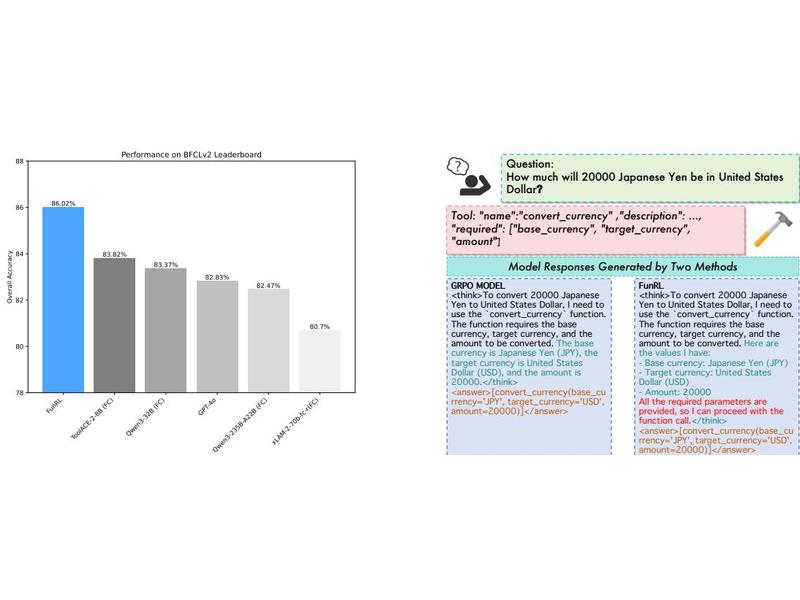 Performance on BFCLv2 Leaderboard
Overall Accuracy
88
86
84
82
80
78
86.02%
83.82%
83.37%
82.83%
82.47%
80.7%
FunRL
ToolACE-2-8B (FC)
Qwen3-32B (FC)
GPT-4o
Qwen3-235B-A22B (FC)
xLAM-2-70b-fc-r(FC)
?
Question:
How much will 20000 Japanese Yen be in United States
Dollar?
Tool: "name":"convert_currency" ,"description": ...,
"required": ["base_currency", "target_currency",
"amount"]
Model Responses Generated by Two Methods
GRPO MODEL
<think>To convert 20000 Japanese
Yen to United States Dollar, I need to
use the `convert_currency` function.
The function requires the base
currency, target currency, and the
amount to be converted. The base
currency is Japanese Yen (JPY), the
target currency is United States
Dollar (USD), and the amount is
20000.</think>
<answer>[convert_currency(base_cu
rrency='JPY', target_currency='USD',
amount=20000)]</answer>
FunRL
<think>To convert 20000 Japanese
Yen to United States Dollar, I need to
use the `convert_currency` function.
The function requires the base
currency, target currency, and the
amount to be converted. Here are
the values I have:
- Base currency: Japanese Yen (JPY)
- Target currency: United States
Dollar (USD)
- Amount: 20000
All the required parameters are
provided, so I can proceed with the
function call.</think>
<answer>[convert_currency(base_cu
rrency='JPY', target_currency='USD',
amount=20000)]</answer>